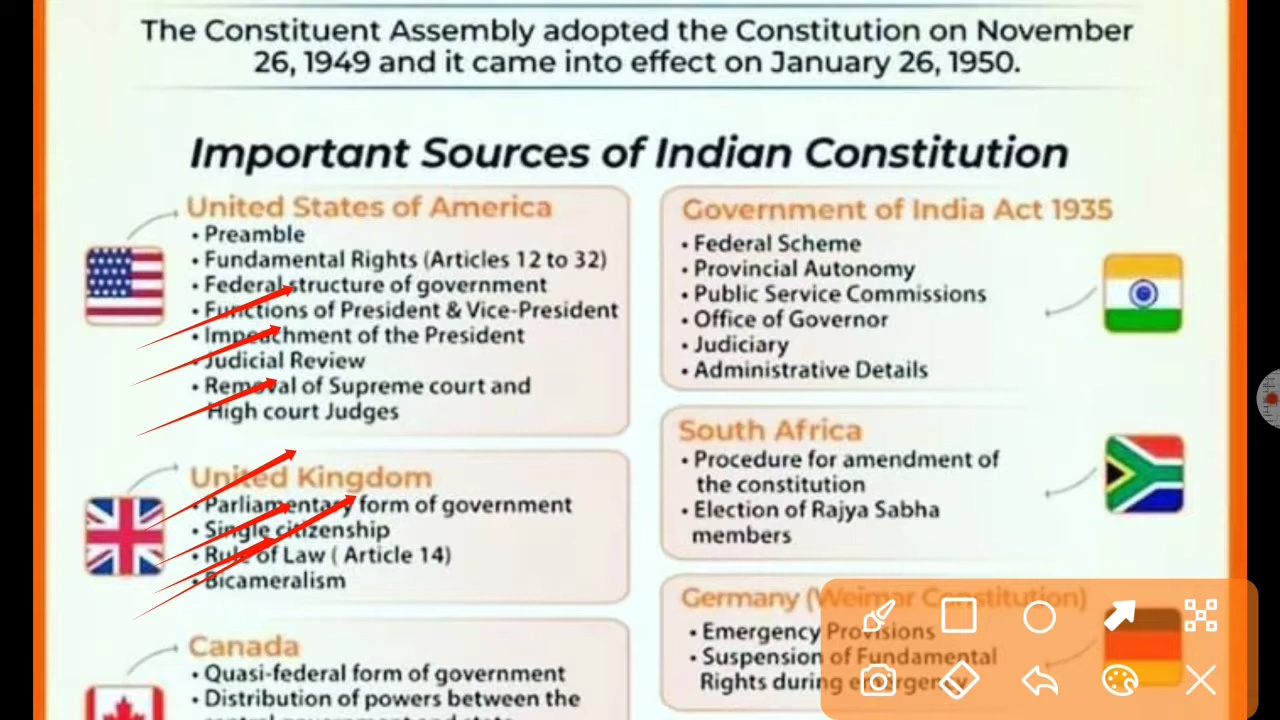 The Constituent Assembly adopted the Constitution on November
26, 1949 and it came into effect on January 26, 1950.
Important Sources of Indian Constitution
United States of America
• Preamble
• Fundamental Rights (Articles 12 to 32)
• Federal structure of government
• Functions of President & Vice-President
• Impeachment of the President
• Judicial Review
• Removal of Supreme court and
High court Judges
United Kingdom
• Parliamentary form of government
• Single citizenship
• Rule of Law ( Article 14)
• Bicameralism
Canada
• Quasi-federal form of government
• Distribution of powers between the
Government of India Act 1935
• Federal Scheme
• Provincial Autonomy
• Public Service Commissions
• Office of Governor
• Judiciary
• Administrative Details
South Africa
• Procedure for amendment of
the constitution
• Election of Rajya Sabha
members
Germany (Weimar Constitution)
• Emergency Provisions
• Suspension of Fundamental
Rights during emergency